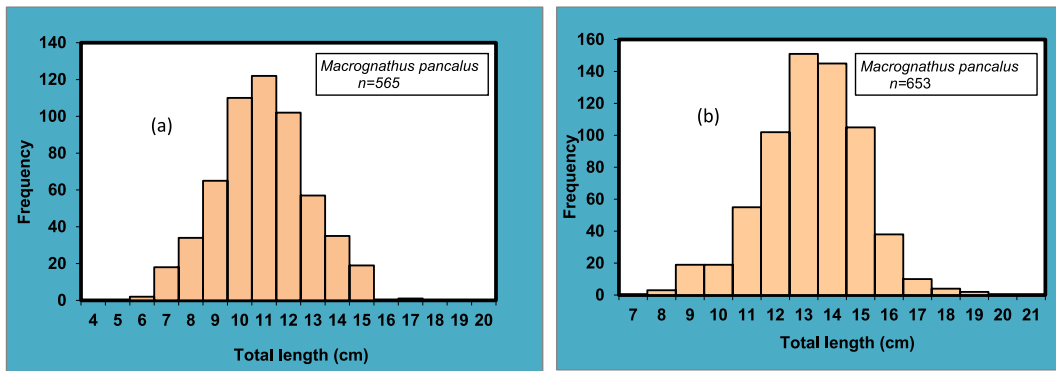 140
120
100
80
60
40
20
0
Frequency
Macrognathus pancalus
n=565
(a)
4 5 6 7 8 9 10 11 12 13 14 15 16 17 18 19 20
Total length (cm)
160
140
120
100
80
60
40
20
0
Frequency
Macrognathus pancalus
n=653
(b)
7 8 9 10 11 12 13 14 15 16 17 18 19 20 21
Total length (cm)